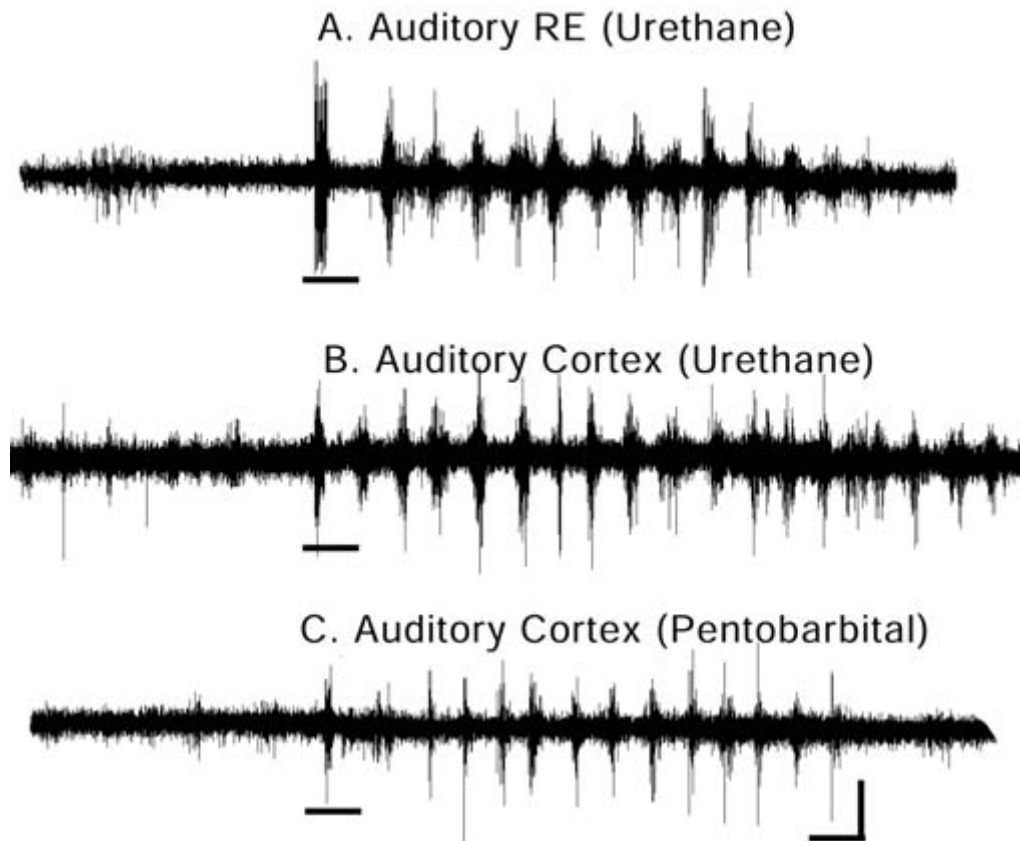 A. Auditory RE (Urethane)
B. Auditory Cortex (Urethane)
C. Auditory Cortex (Pentobarbital)